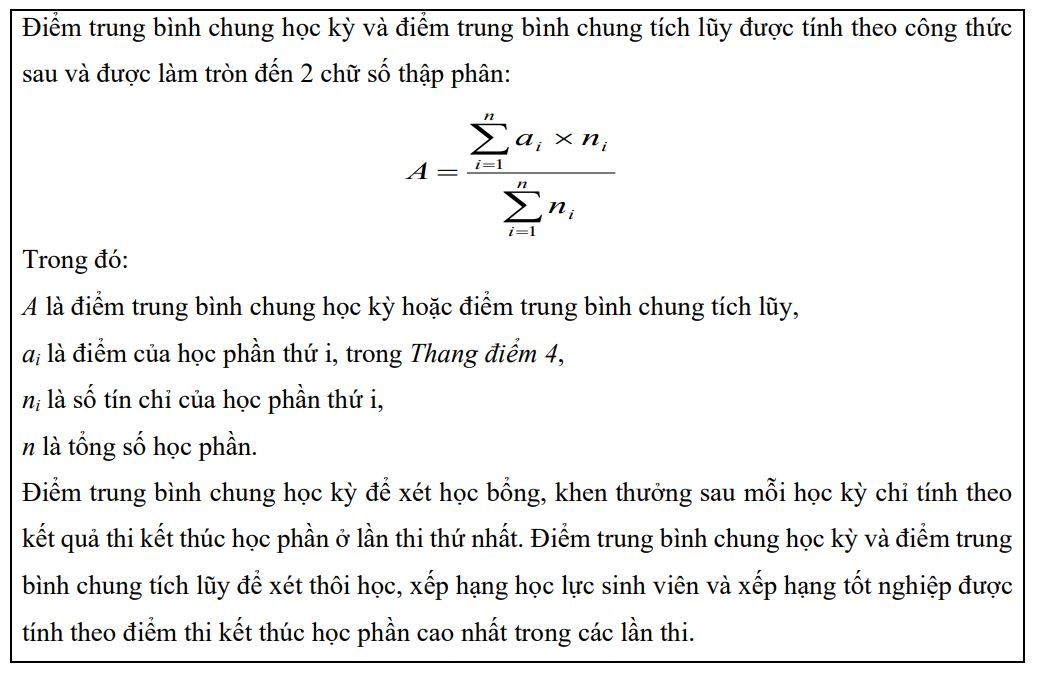 Điểm trung bình chung học kỳ và điểm trung bình chung tích lũy được tính theo công thức
sau và được làm tròn đến 2 chữ số thập phân:
A = \frac{\sum_{i=1}^{n} a_i \times n_i}{\sum_{i=1}^{n} n_i}
Trong đó:
A là điểm trung bình chung học kỳ hoặc điểm trung bình chung tích lũy,
a_i là điểm của học phần thứ i, trong Thang điểm 4,
n_i là số tín chỉ của học phần thứ i,
n là tổng số học phần.
Điểm trung bình chung học kỳ để xét học bổng, khen thưởng sau mỗi học kỳ chỉ tính theo
kết quả thi kết thúc học phần ở lần thi thứ nhất. Điểm trung bình chung học kỳ và điểm trung
bình chung tích lũy để xét thôi học, xếp hạng học lực sinh viên và xếp hạng tốt nghiệp được
tính theo điểm thi kết thúc học phần cao nhất trong các lần thi.